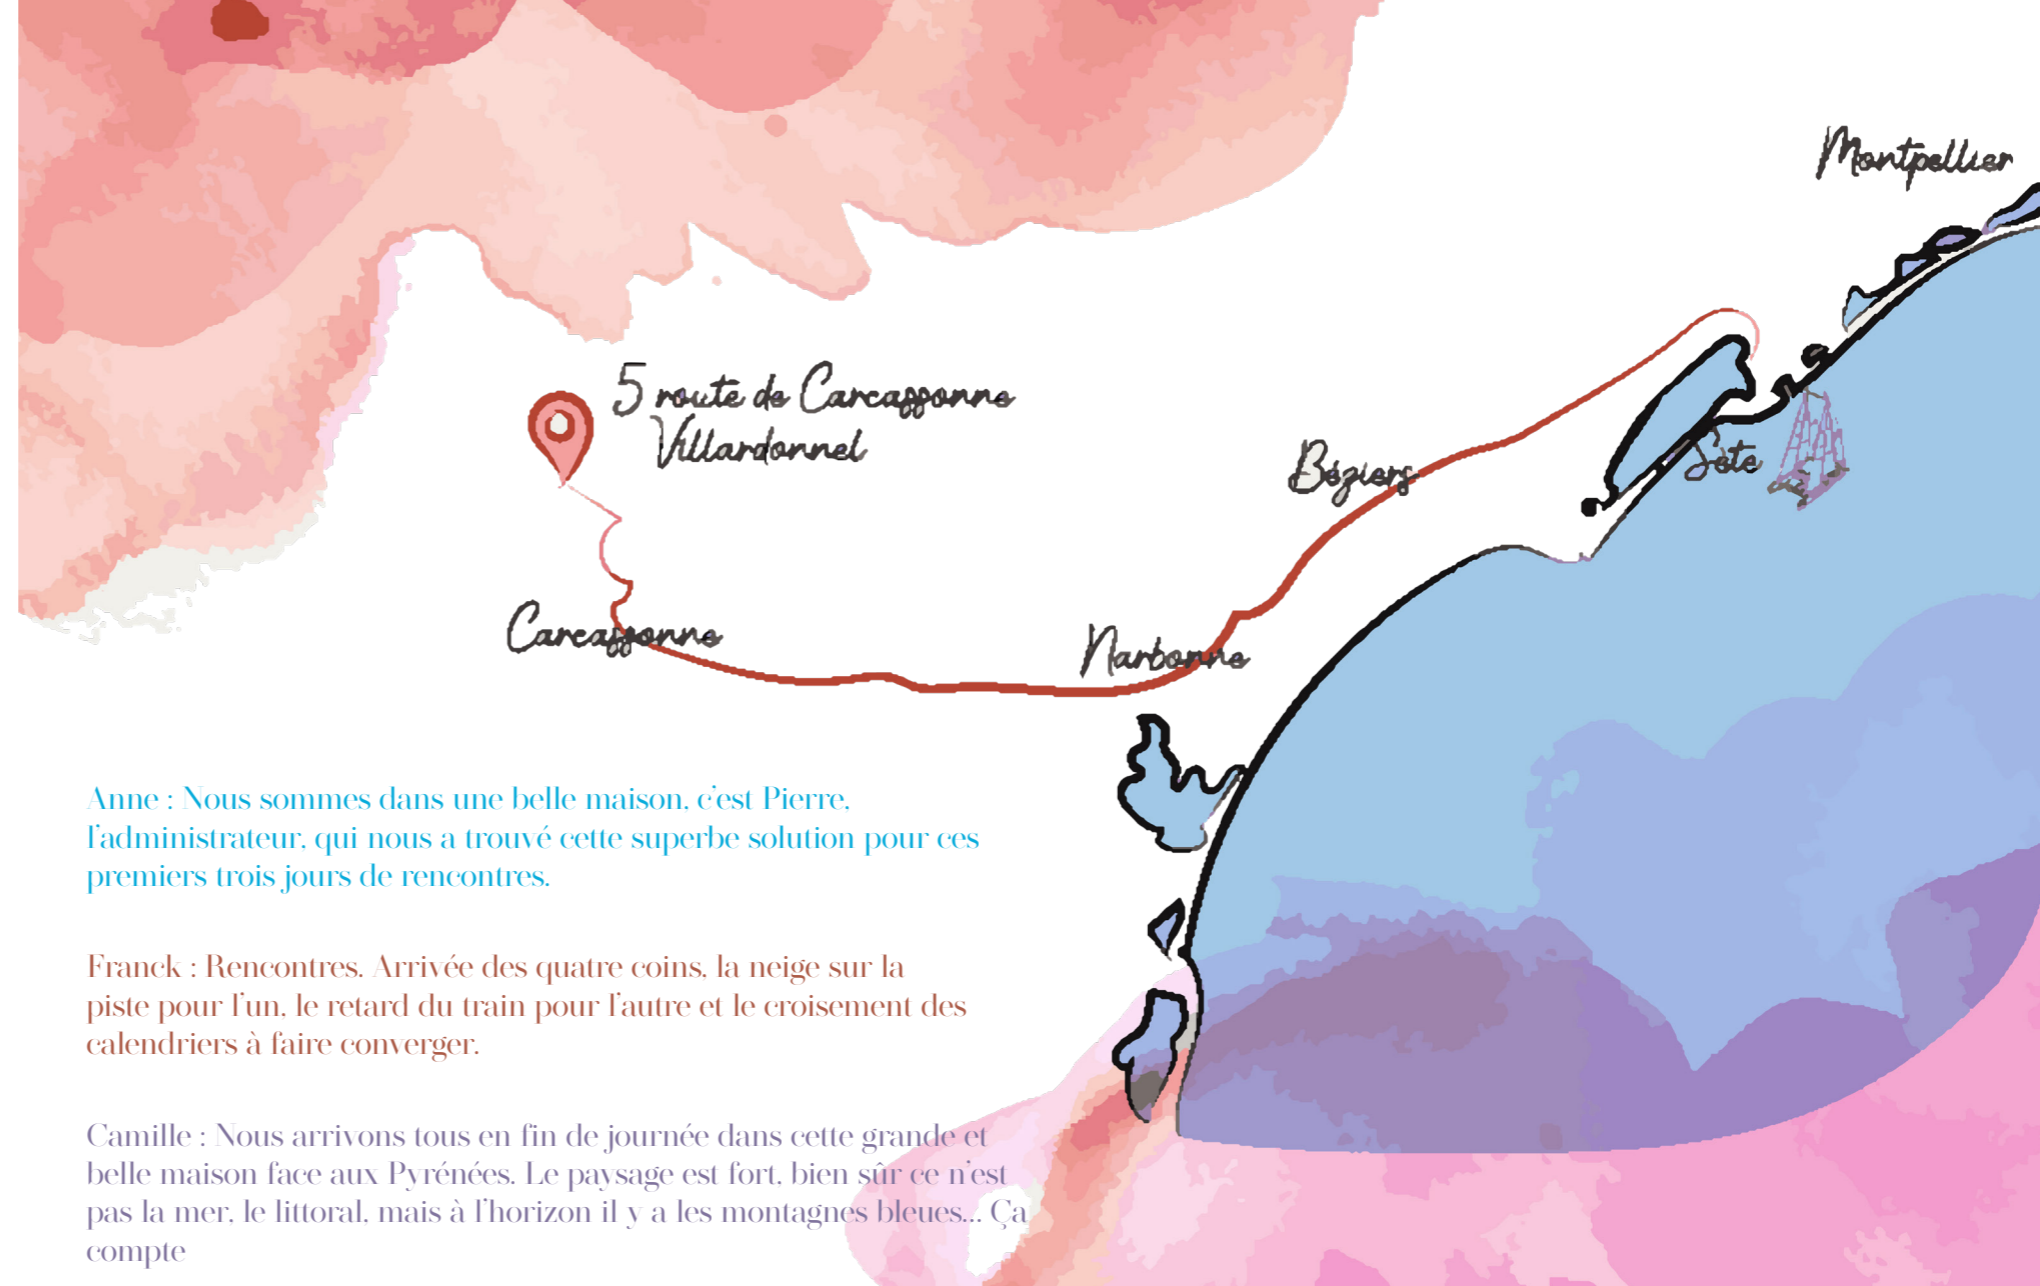 Montpellier
5 route de Carcassonne
Villardonnel
Béziers
Sète
Carcassonne
Narbonne
Anne : Nous sommes dans une belle maison, c'est Pierre,
l'administrateur, qui nous a trouvé cette superbe solution pour ces
premiers trois jours de rencontres.
Franck : Rencontres. Arrivée des quatre coins, la neige sur la
piste pour l'un, le retard du train pour l'autre et le croisement des
calendriers à faire converger.
Camille : Nous arrivons tous en fin de journée dans cette grande et
belle maison face aux Pyrénées. Le paysage est fort, bien sûr ce n'est
pas la mer, le littoral, mais à l'horizon il y a les montagnes bleues... Ça
compte